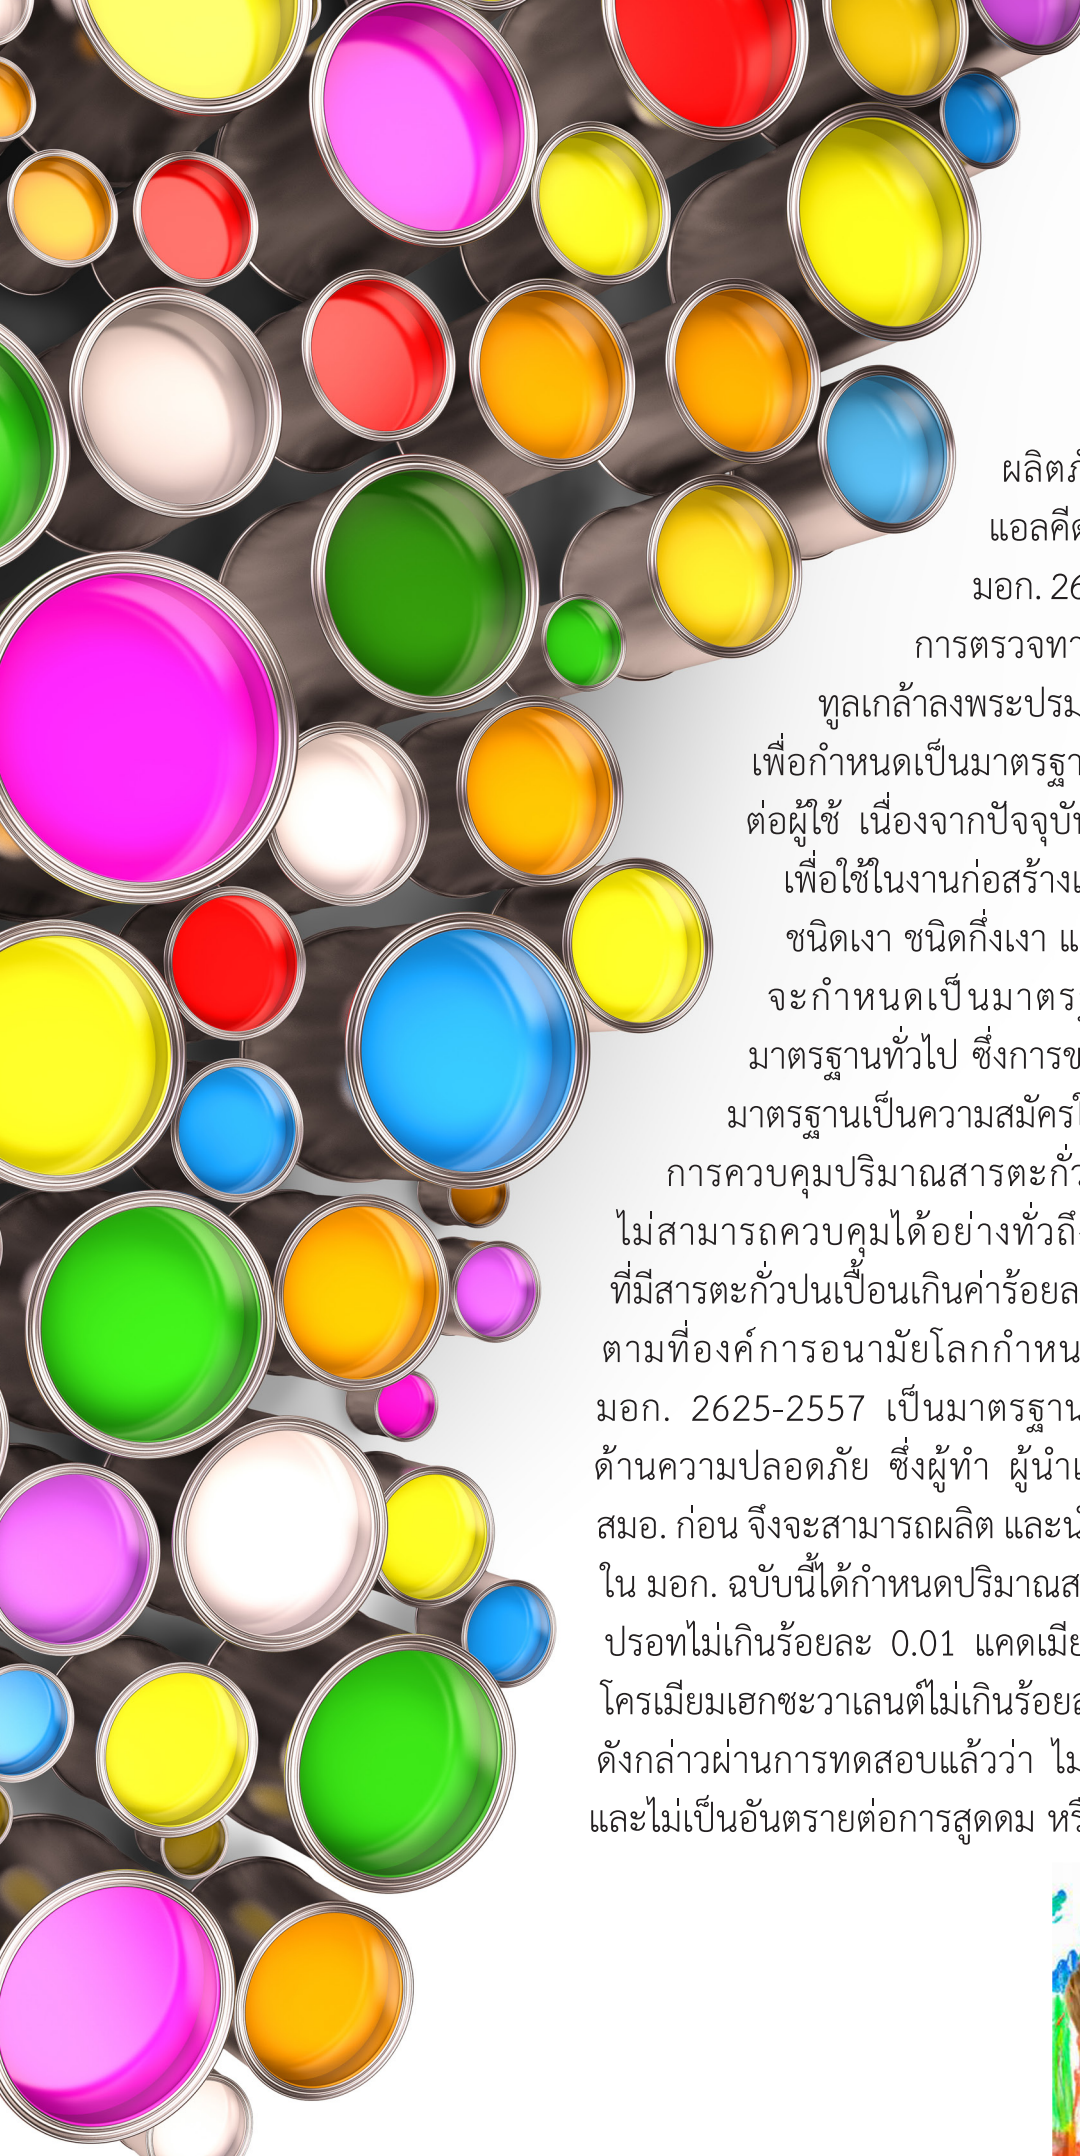 ผลิตภั
แอลคีด
มอก. 26
การตรวจทา
ทูลเกล้าลงพระปรม
เพื่อกำหนดเป็นมาตรฐา
ต่อผู้ใช้ เนื่องจากปัจจุบัน
เพื่อใช้ในงานก่อสร้างเ
ชนิดเงา ชนิดกึ่งเงา แ
จะกำหนดเป็นมาตรฐ
มาตรฐานทั่วไป ซึ่งการข
มาตรฐานเป็นความสมัครใ
การควบคุมปริมาณสารตะกั่ว
ไม่สามารถควบคุมได้อย่างทั่วถึ
ที่มีสารตะกั่วปนเปื้อนเกินค่าร้อยล
ตามที่องค์การอนามัยโลกกำหน
มอก. 2625-2557 เป็นมาตรฐาน
ด้านความปลอดภัย ซึ่งผู้ทำ ผู้นำเ
สมอ. ก่อน จึงจะสามารถผลิต และนำ
ใน มอก. ฉบับนี้ได้กำหนดปริมาณส
ปรอทไม่เกินร้อยละ 0.01 แคดเมีย
โครเมียมเฮกซะวาเลนต์ไม่เกินร้อยล
ดังกล่าวผ่านการทดสอบแล้วว่า ไม
และไม่เป็นอันตรายต่อการสูดดม หรื